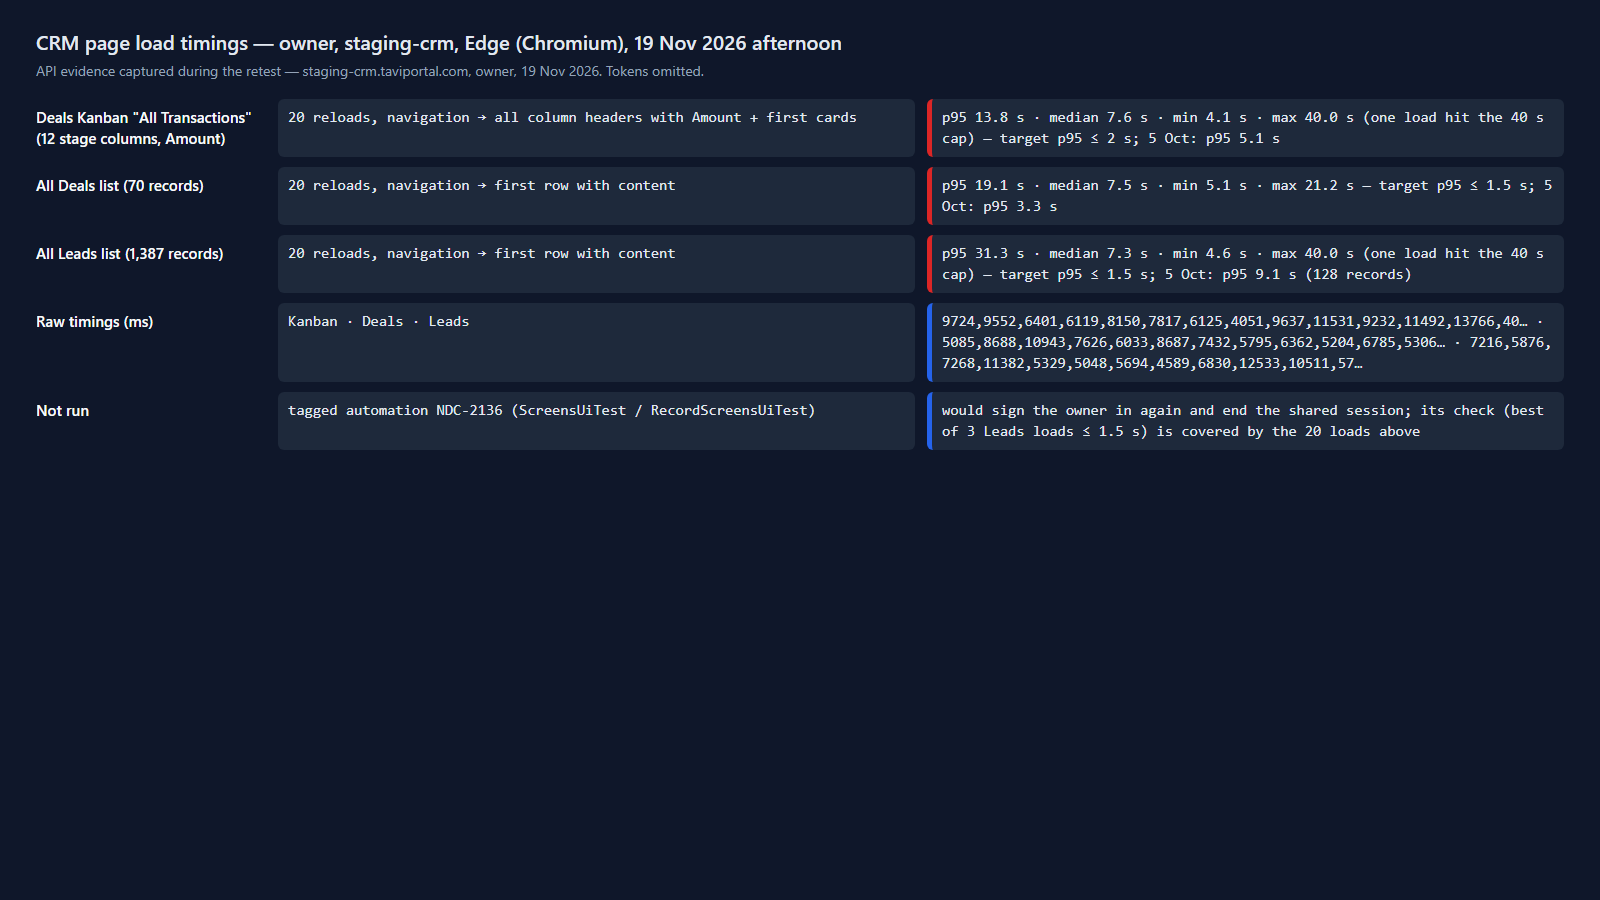 CRM page load timings — owner, staging-crm, Edge (Chromium), 19 Nov 2026 afternoon
API evidence captured during the retest — staging-crm.taviportal.com, owner, 19 Nov 2026. Tokens omitted.
Deals Kanban "All Transactions"
(12 stage columns, Amount)
20 reloads, navigation → all column headers with Amount + first cards
p95 13.8 s · median 7.6 s · min 4.1 s · max 40.0 s (one load hit the 40 s
cap) — target p95 ≤ 2 s; 5 Oct: p95 5.1 s
All Deals list (70 records)
20 reloads, navigation → first row with content
p95 19.1 s · median 7.5 s · min 5.1 s · max 21.2 s — target p95 ≤ 1.5 s; 5
Oct: p95 3.3 s
All Leads list (1,387 records)
20 reloads, navigation → first row with content
p95 31.3 s · median 7.3 s · min 4.6 s · max 40.0 s (one load hit the 40 s
cap) — target p95 ≤ 1.5 s; 5 Oct: p95 9.1 s (128 records)
Raw timings (ms)
Kanban · Deals · Leads
9724,9552,6401,6119,8150,7817,6125,4051,9637,11531,9232,11492,13766,40… ·
5085,8688,10943,7626,6033,8687,7432,5795,6362,5204,6785,5306… · 7216,5876,
7268,11382,5329,5048,5694,4589,6830,12533,10511,57…
Not run
tagged automation NDC-2136 (ScreensUiTest / RecordScreensUiTest)
would sign the owner in again and end the shared session; its check (best
of 3 Leads loads ≤ 1.5 s) is covered by the 20 loads above